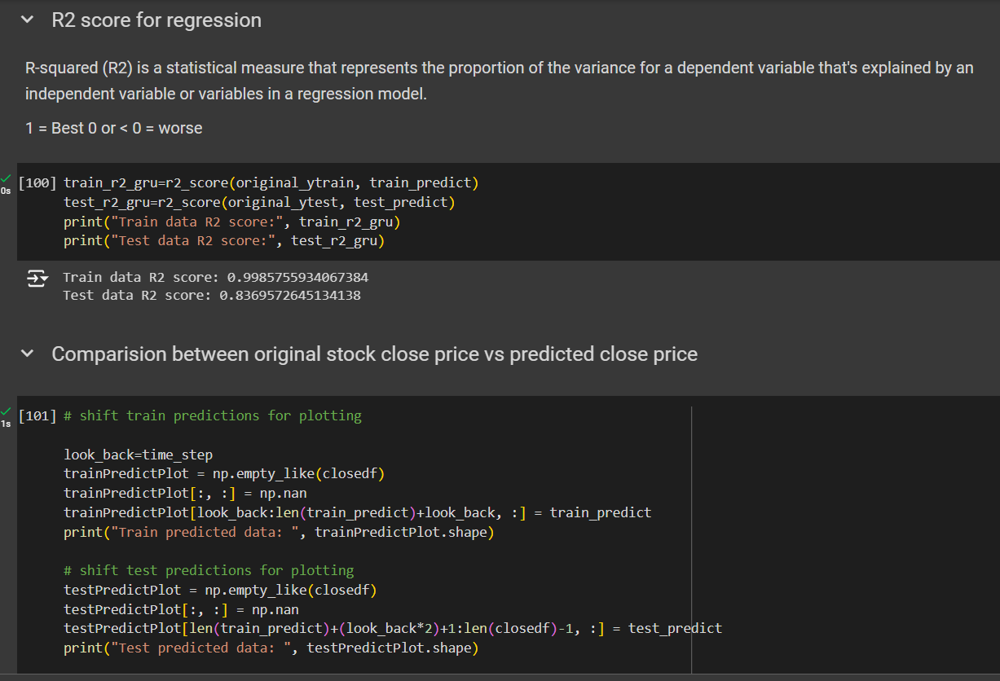 R2 score for regression
R-squared (R2) is a statistical measure that represents the proportion of the variance for a dependent variable that's explained by an
independent variable or variables in a regression model.
1 = Best 0 or < 0 = worse
[100] train_r2_gru=r2_score(original_ytrain, train_predict)
0s test_r2_gru=r2_score(original_ytest, test_predict)
print("Train data R2 score:", train_r2_gru)
print("Test data R2 score:", test_r2_gru)
Train data R2 score: 0.9985755934067384
Test data R2 score: 0.8369572645134138
Comparision between original stock close price vs predicted close price
[101] # shift train predictions for plotting
1s
look_back=time_step
trainPredictPlot = np.empty_like(closedf)
trainPredictPlot[:, :] = np.nan
trainPredictPlot[look_back:len(train_predict)+look_back, :] = train_predict
print("Train predicted data: ", trainPredictPlot.shape)
# shift test predictions for plotting
testPredictPlot = np.empty_like(closedf)
testPredictPlot[:, :] = np.nan
testPredictPlot[len(train_predict)+(look_back*2)+1:len(closedf)-1, :] = test_predict
print("Test predicted data: ", testPredictPlot.shape)